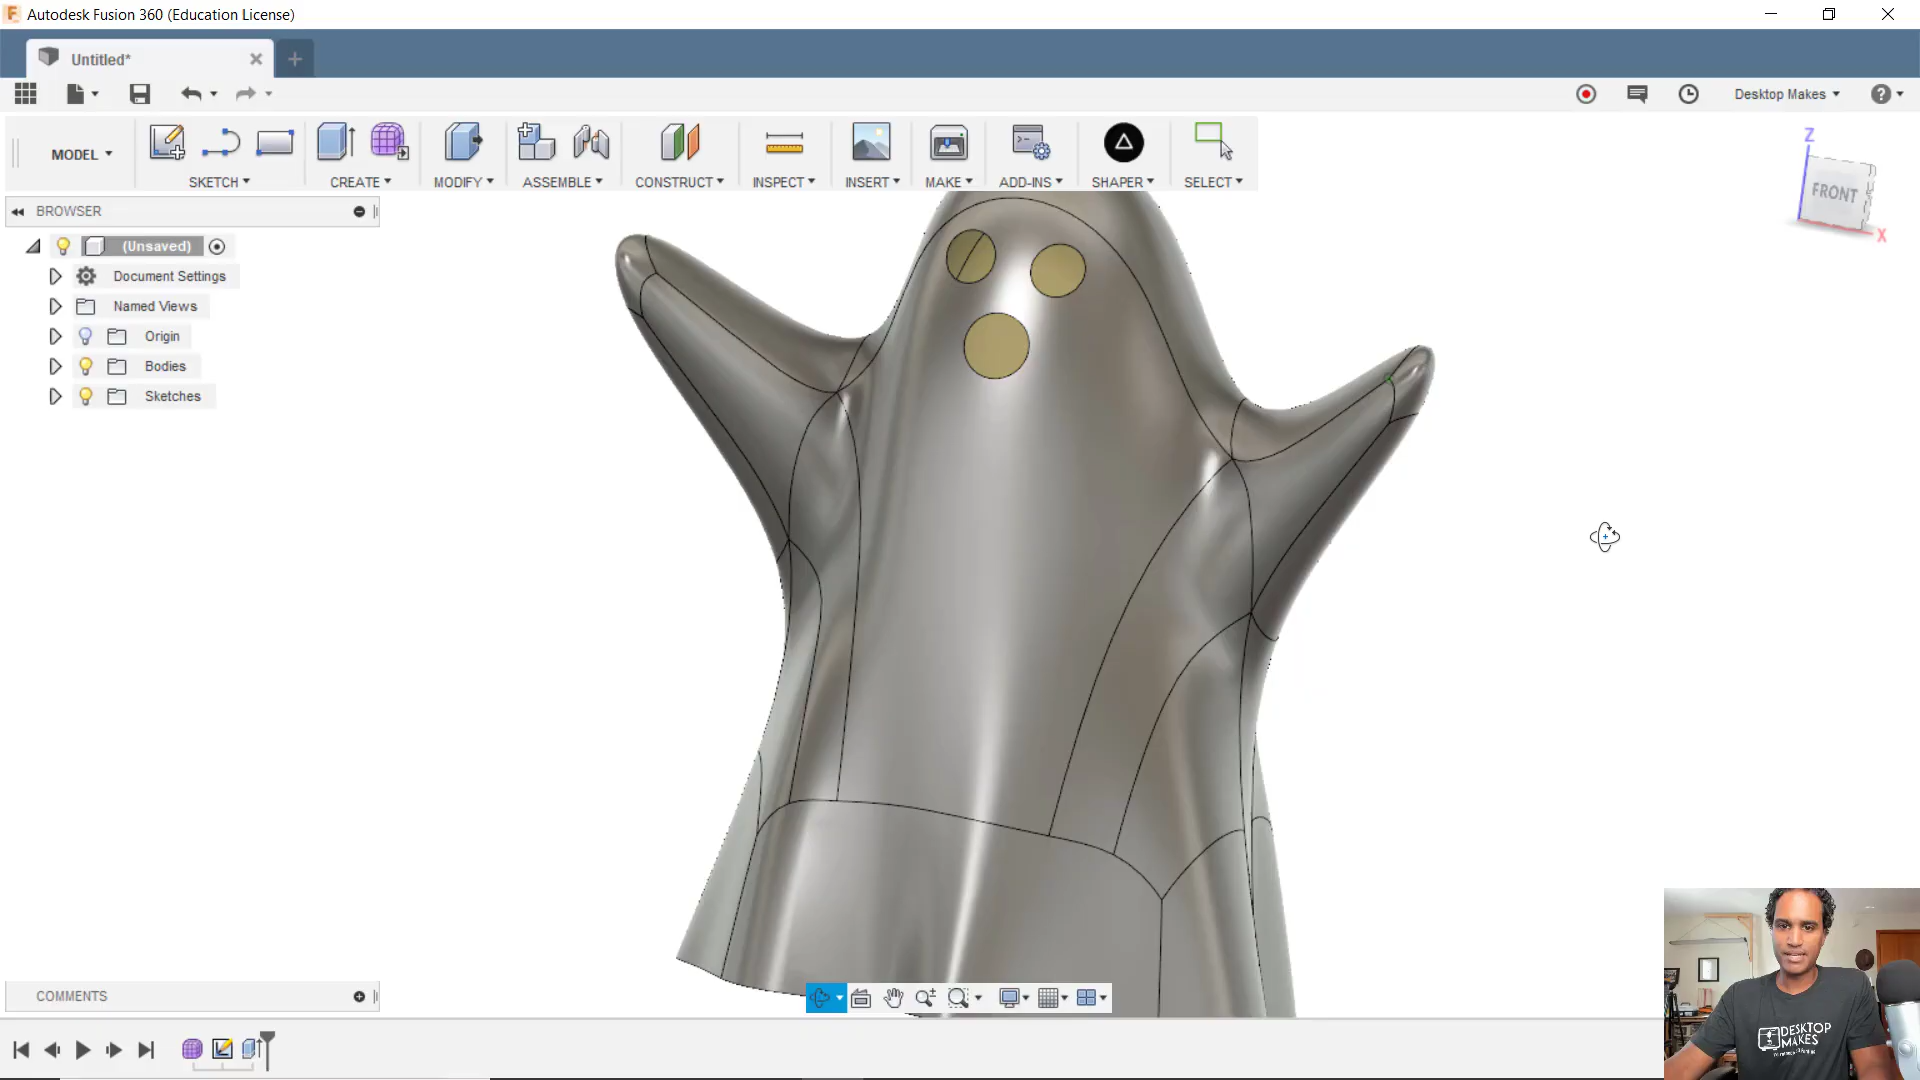 Autodesk Fusion 360 (Education License)
Untitled*
Desktop Makes
MODEL
SKETCH
CREATE
MODIFY
ASSEMBLE
CONSTRUCT
INSPECT
INSERT
MAKE
ADD-INS
SHAPER
SELECT
BROWSER
(Unsaved)
Document Settings
Named Views
Origin
Bodies
Sketches
Z
FRONT
X
COMMENTS
DESKTOP
MAKES